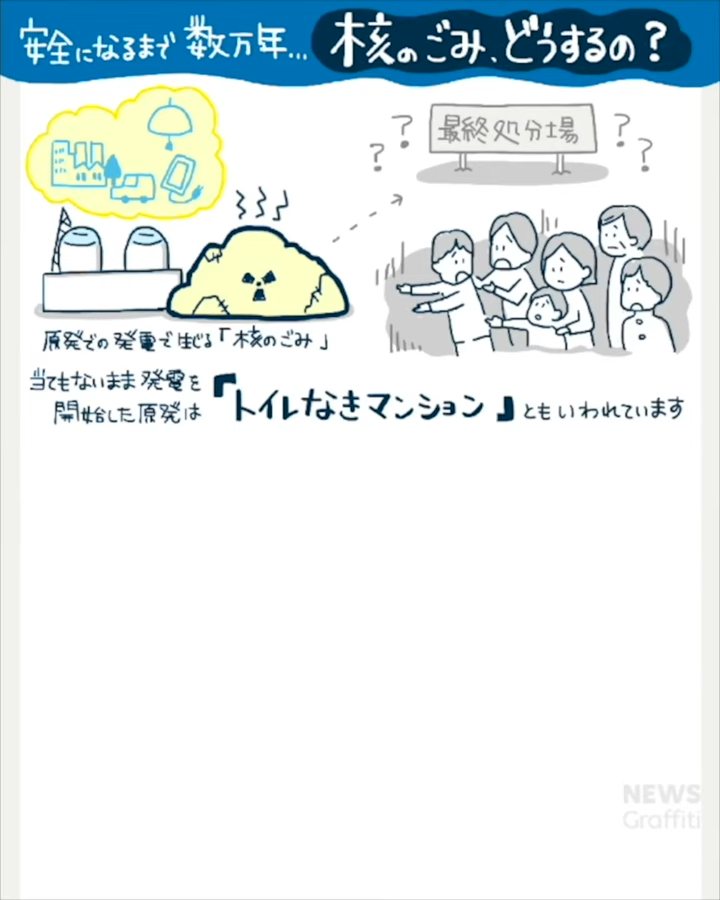 安全になるまで数万年… 核のごみ、どうするの？
? ? 最終処分場 ? ?
原発での発電で生じる「核のごみ」
当てもないまま発電を
開始した原発は『トイレなきマンション』ともいわれています
NEWS
Graffiti